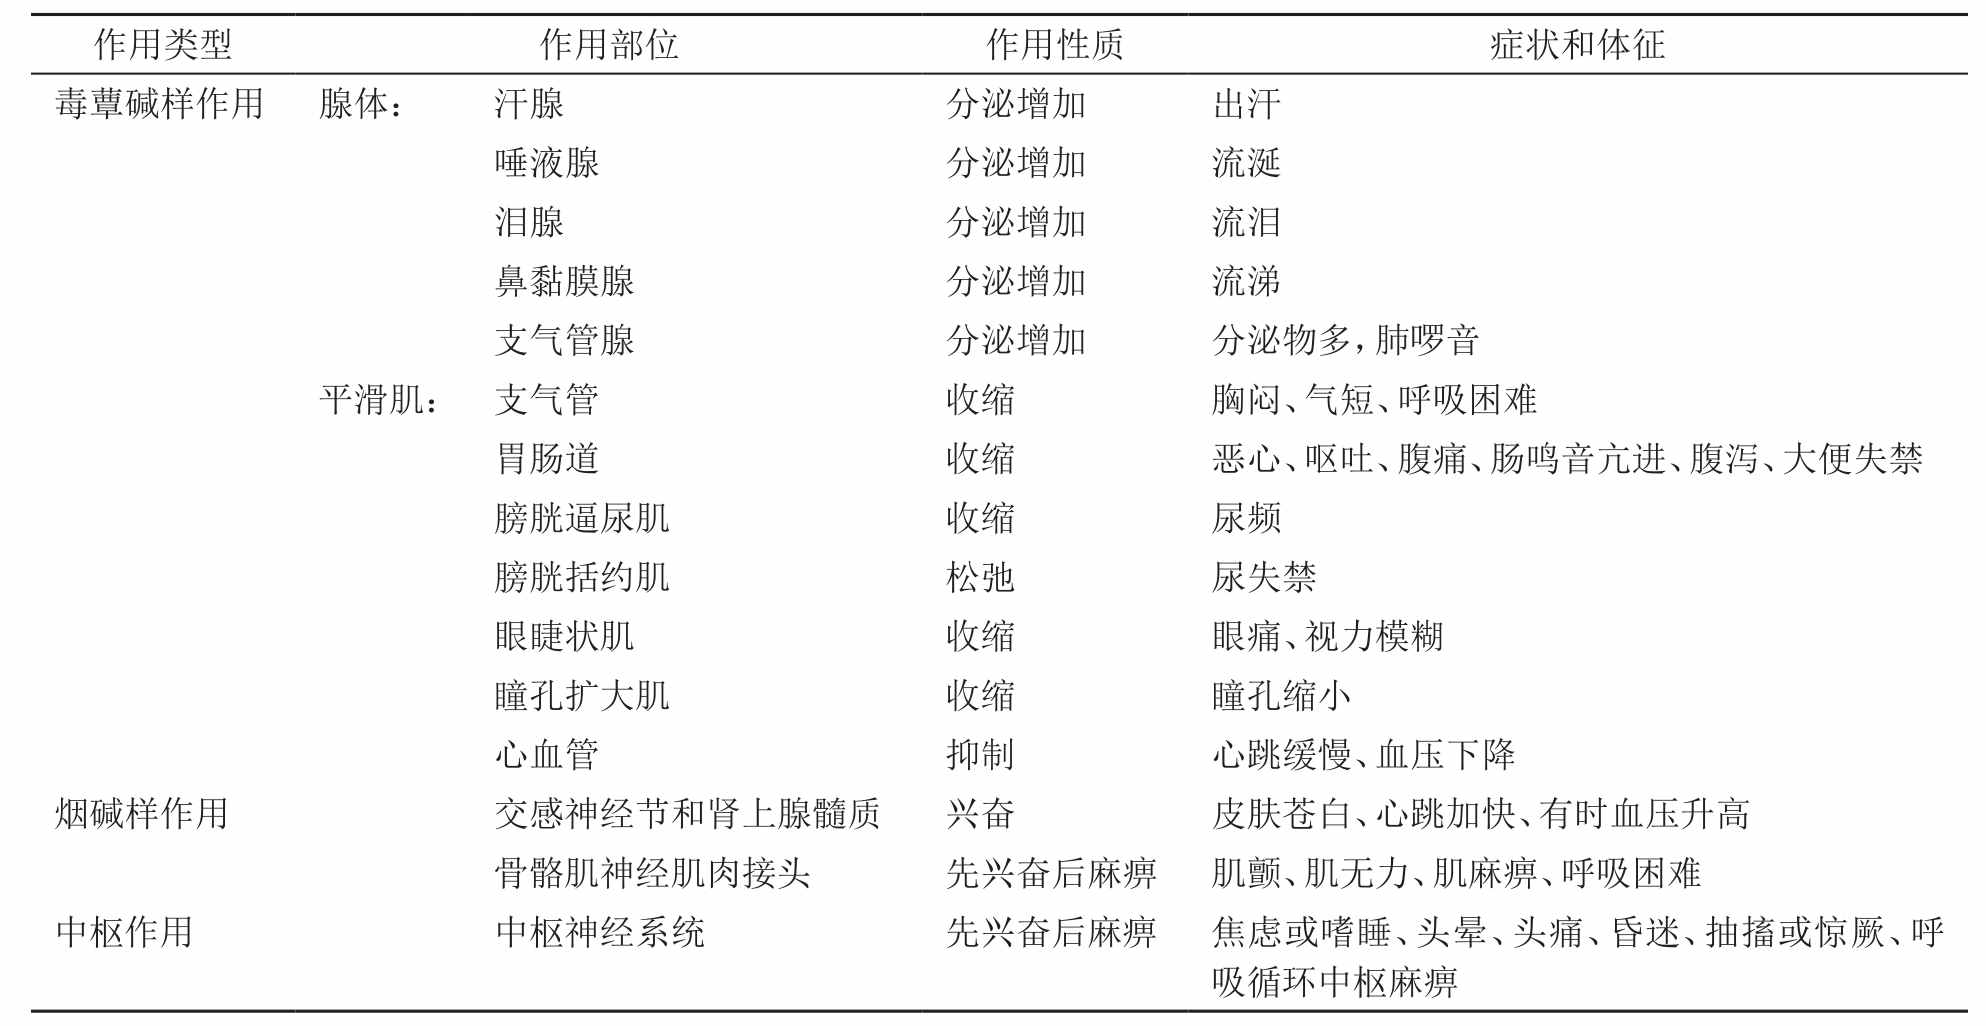 作用类型 作用部位 作用性质 症状和体征
毒蕈碱样作用 腺体： 汗腺 分泌增加 出汗
唾液腺 分泌增加 流涎
泪腺 分泌增加 流泪
鼻黏膜腺 分泌增加 流涕
支气管腺 分泌增加 分泌物多，肺啰音
平滑肌： 支气管 收缩 胸闷、气短、呼吸困难
胃肠道 收缩 恶心、呕吐、腹痛、肠鸣音亢进、腹泻、大便失禁
膀胱逼尿肌 收缩 尿频
膀胱括约肌 松弛 尿失禁
眼睫状肌 收缩 眼痛、视力模糊
瞳孔扩大肌 收缩 瞳孔缩小
心血管 抑制 心跳缓慢、血压下降
烟碱样作用 交感神经节和肾上腺髓质 兴奋 皮肤苍白、心跳加快、有时血压升高
骨骼肌神经肌肉接头 先兴奋后麻痹 肌颤、肌无力、肌麻痹、呼吸困难
中枢作用 中枢神经系统 先兴奋后麻痹 焦虑或嗜睡、头晕、头痛、昏迷、抽搐或惊厥、呼
吸循环中枢麻痹